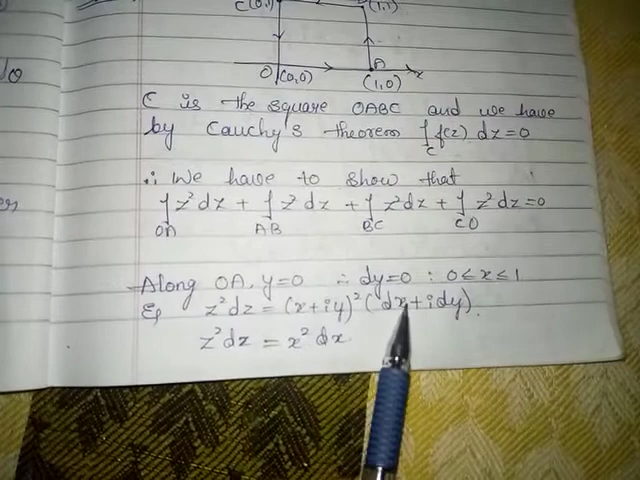 C(0,1)
(1,1)
O (0,0)
A
x
(1,0)
C is the square OABC and we have
by Cauchy's theorem ∫_C f(z) dz = 0
∴ We have to show that
∫_OA z² dz + ∫_AB z² dz + ∫_BC z² dz + ∫_CO z² dz = 0
Along OA, y=0 ∴ dy=0 : 0≤x≤1
& z² dz = (x+iy)² (dx+idy).
z² dz = x² dx